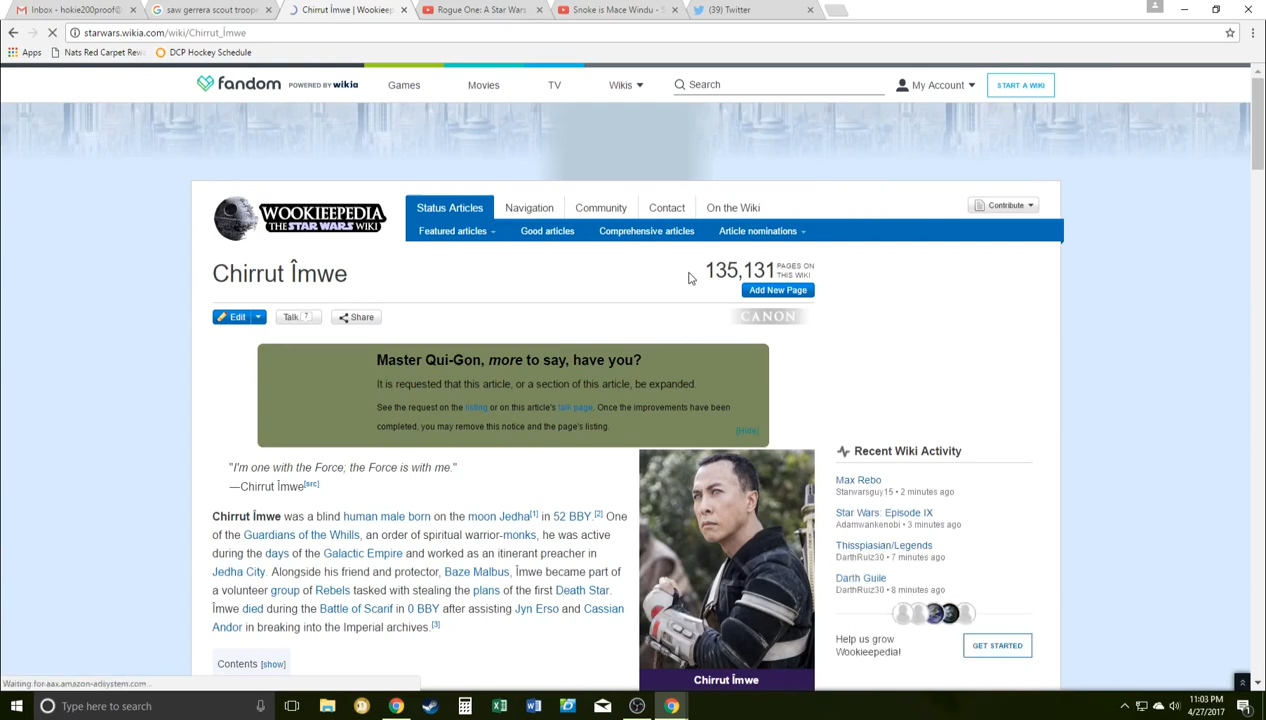 Inbox - hokie200proof@ saw gerrera scout troope Chirrut Îmwe | Wookieep Rogue One: A Star Wars Snoke is Mace Windu - S (39) Twitter
starwars.wikia.com/wiki/Chirrut_Îmwe
Apps Nats Red Carpet Rew DCP Hockey Schedule
fandom POWERED BY wikia Games Movies TV Wikis Search My Account START A WIKI
WOOKIEEPEDIA
THE STAR WARS WIKI
Status Articles Navigation Community Contact On the Wiki Contribute
Featured articles Good articles Comprehensive articles Article nominations
Chirrut Îmwe
135,131 PAGES ON
THIS WIKI
Add New Page
Edit Talk 7 Share CANON
Master Qui-Gon, more to say, have you?
It is requested that this article, or a section of this article, be expanded.
See the request on the listing or on this article's talk page. Once the improvements have been
completed, you may remove this notice and the page's listing.
[Hide]
"I'm one with the Force; the Force is with me."
―Chirrut Îmwe[src]
Chirrut Îmwe was a blind human male born on the moon Jedha[1] in 52 BBY.[2] One
of the Guardians of the Whills, an order of spiritual warrior-monks, he was active
during the days of the Galactic Empire and worked as an itinerant preacher in
Jedha City. Alongside his friend and protector, Baze Malbus, Îmwe became part of
a volunteer group of Rebels tasked with stealing the plans of the first Death Star.
Îmwe died during the Battle of Scarif in 0 BBY after assisting Jyn Erso and Cassian
Andor in breaking into the Imperial archives.[3]
Contents [show]
Chirrut Îmwe
Recent Wiki Activity
Max Rebo
Starwarsguy15 • 2 minutes ago
Star Wars: Episode IX
Adamwankenobi • 3 minutes ago
Thisspiasian/Legends
DarthRuiz30 • 7 minutes ago
Darth Guile
DarthRuiz30 • 8 minutes ago
Help us grow
Wookieepedia!
GET STARTED
Waiting for aax.amazon-adsystem.com...
Type here to search
11:03 PM
4/27/2017